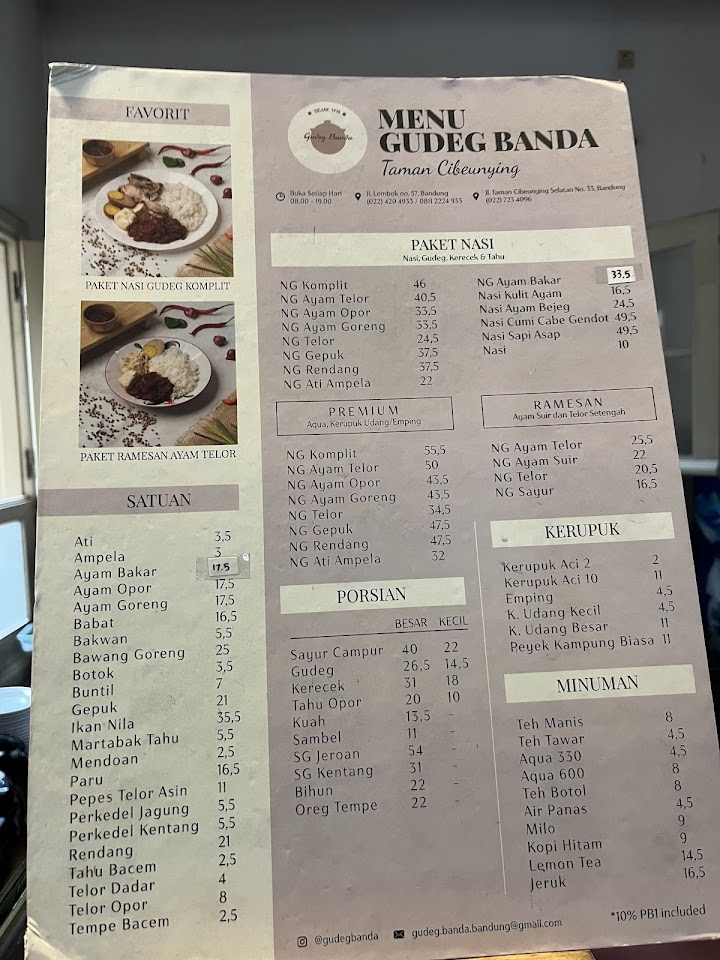 FAVORIT
PAKET NASI GUDEG KOMPLIT
PAKET RAMESAN AYAM TELOR
SATUAN
Ati 3,5
Ampela 3
Ayam Bakar 17.5
Ayam Opor 17,5
Ayam Goreng 17,5
Babat 16,5
Bakwan 5,5
Bawang Goreng 25
Botok 3,5
Buntil 7
Gepuk 21
Ikan Nila 35,5
Martabak Tahu 5,5
Mendoan 2,5
Paru 16,5
Pepes Telor Asin 11
Perkedel Jagung 5,5
Perkedel Kentang 5,5
Rendang 21
Tahu Bacem 2,5
Telor Dadar 4
Telor Opor 8
Tempe Bacem 2,5
SEJAK 1974
Gudeg Banda
MENU
GUDEG BANDA
Taman Cibeunying
Buka Setiap Hari
08.00 - 19.00
Jl. Lombok no. 57, Bandung
(022) 420 4933 / 0811 2224 933
Jl. Taman Cibeunying Selatan No. 33, Bandung
(022) 723 4096
PAKET NASI
Nasi, Gudeg, Kerecek & Tahu
NG Komplit 46
NG Ayam Telor 40,5
NG Ayam Opor 33,5
NG Ayam Goreng 33,5
NG Telor 24,5
NG Gepuk 37,5
NG Rendang 37,5
NG Ati Ampela 22
NG Ayam Bakar 33.5
Nasi Kulit Ayam 16,5
Nasi Ayam Bejeg 24,5
Nasi Cumi Cabe Gendot 49,5
Nasi Sapi Asap 49,5
Nasi 10
PREMIUM
Aqua, Kerupuk Udang/Emping
NG Komplit 55,5
NG Ayam Telor 50
NG Ayam Opor 43,5
NG Ayam Goreng 43,5
NG Telor 34,5
NG Gepuk 47,5
NG Rendang 47,5
NG Ati Ampela 32
RAMESAN
Ayam Suir dan Telor Setengah
NG Ayam Telor 25,5
NG Ayam Suir 22
NG Telor 20,5
NG Sayur 16,5
PORSIAN
BESAR KECIL
Sayur Campur 40 22
Gudeg 26,5 14,5
Kerecek 31 18
Tahu Opor 20 10
Kuah 13,5 -
Sambel 11 -
SG Jeroan 54 -
SG Kentang 31 -
Bihun 22 -
Oreg Tempe 22 -
KERUPUK
Kerupuk Aci 2 2
Kerupuk Aci 10 11
Emping 4,5
K. Udang Kecil 4,5
K. Udang Besar 11
Peyek Kampung Biasa 11
MINUMAN
Teh Manis 8
Teh Tawar 4,5
Aqua 330 4,5
Aqua 600 8
Teh Botol 8
Air Panas 4,5
Milo 9
Kopi Hitam 9
Lemon Tea 14,5
Jeruk 16,5
@gudegbanda gudeg.banda.bandung@gmail.com
*10% PB1 included